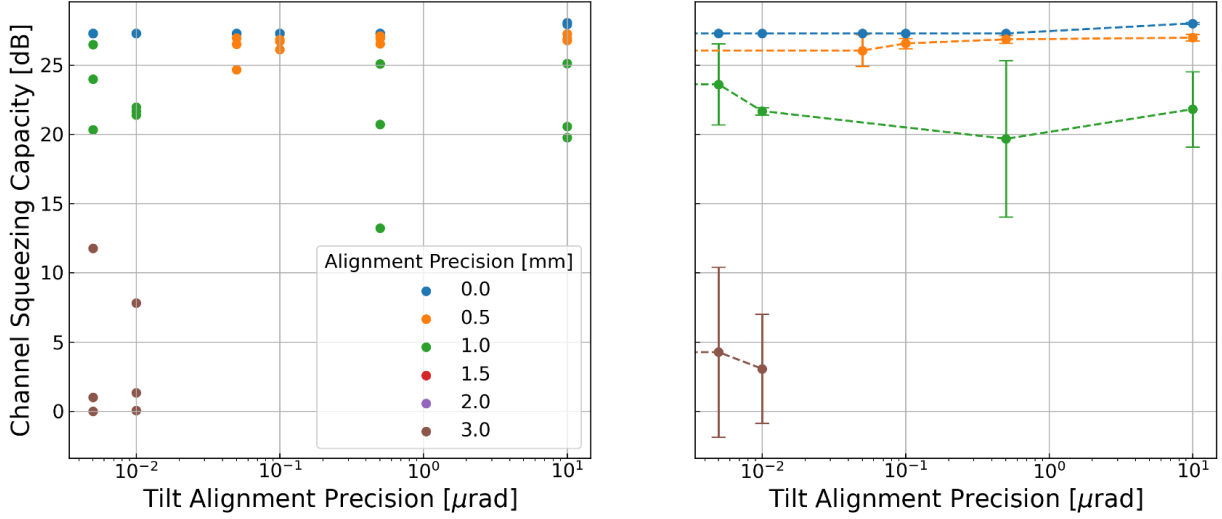 Channel Squeezing Capacity [dB]
25
20
15
10
5
0
Alignment Precision [mm]
0.0
0.5
1.0
1.5
2.0
3.0
10⁻² 10⁻¹ 10⁰ 10¹
Tilt Alignment Precision [μrad]
10⁻² 10⁻¹ 10⁰ 10¹
Tilt Alignment Precision [μrad]